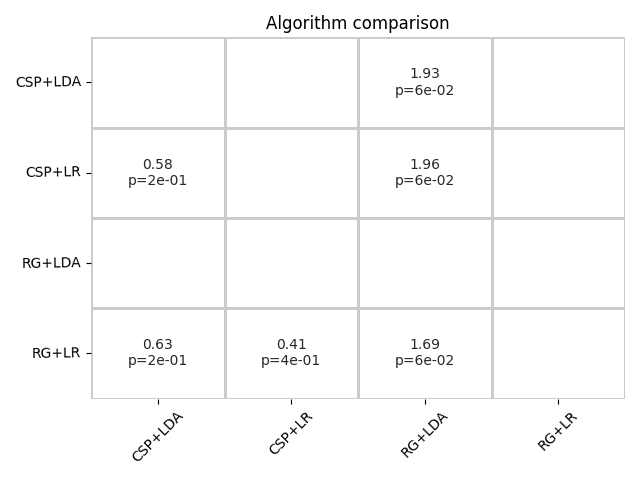 Algorithm comparison
CSP+LDA
1.93
p=6e-02
CSP+LR
0.58
p=2e-01
1.96
p=6e-02
RG+LDA
RG+LR
0.63
p=2e-01
0.41
p=4e-01
1.69
p=6e-02
CSP+LDA
CSP+LR
RG+LDA
RG+LR